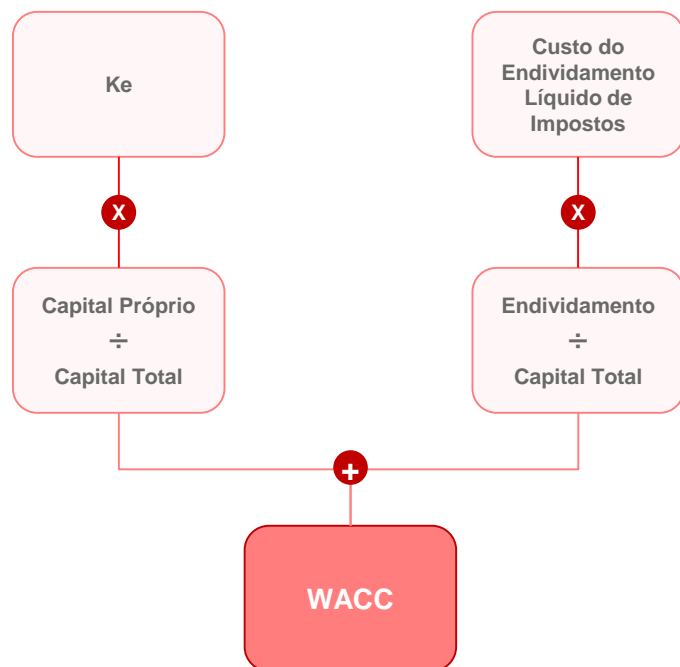 Ke
Custo do
Endividamento
Líquido de
Impostos
X
X
Capital Próprio
÷
Capital Total
Endividamento
÷
Capital Total
+
WACC